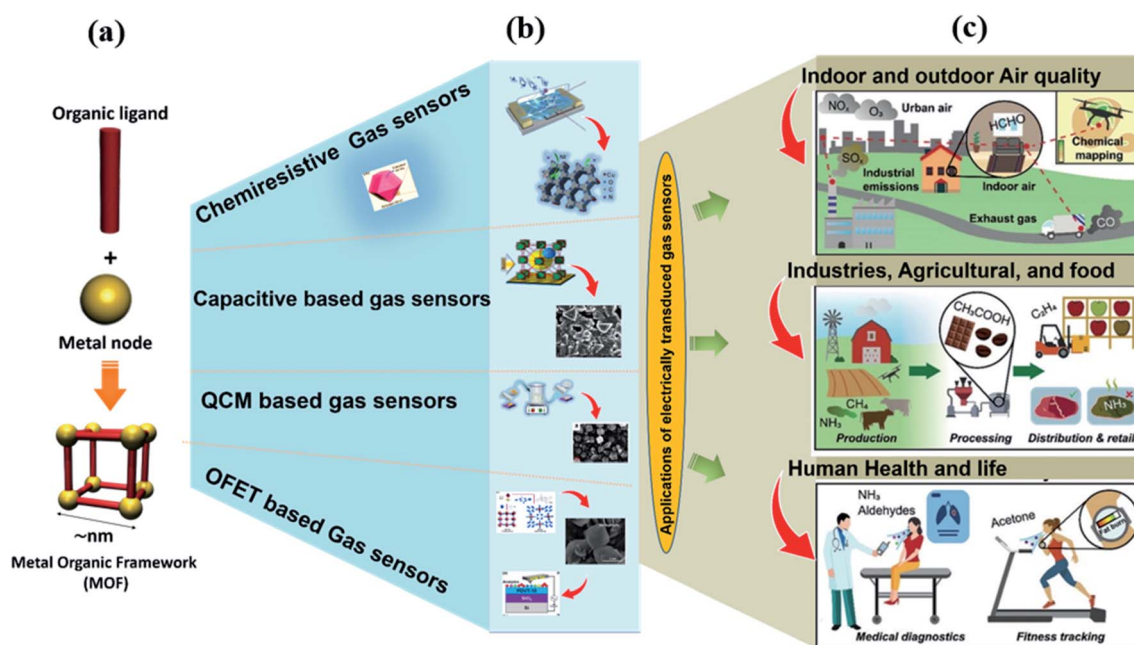 (a)
Organic ligand
+
Metal node
~nm
Metal Organic Framework
(MOF)
(b)
Chemiresistive Gas sensors
Capacitive based gas sensors
QCM based gas sensors
OFET based Gas sensors
Applications of electrically transduced gas sensors
(c)
Indoor and outdoor Air quality
NOₓ
O₃
Urban air
HCHO
Chemical
mapping
SOₓ
Industrial
emissions
Indoor air
Exhaust gas
CO
Industries, Agricultural, and food
CH₃COOH
C₂H₄
CH₄
NH₃
NH₃
Production
Processing
Distribution & retail
Human Health and life
NH₃
Aldehydes
Acetone
Fat Burn
Medical diagnostics
Fitness tracking